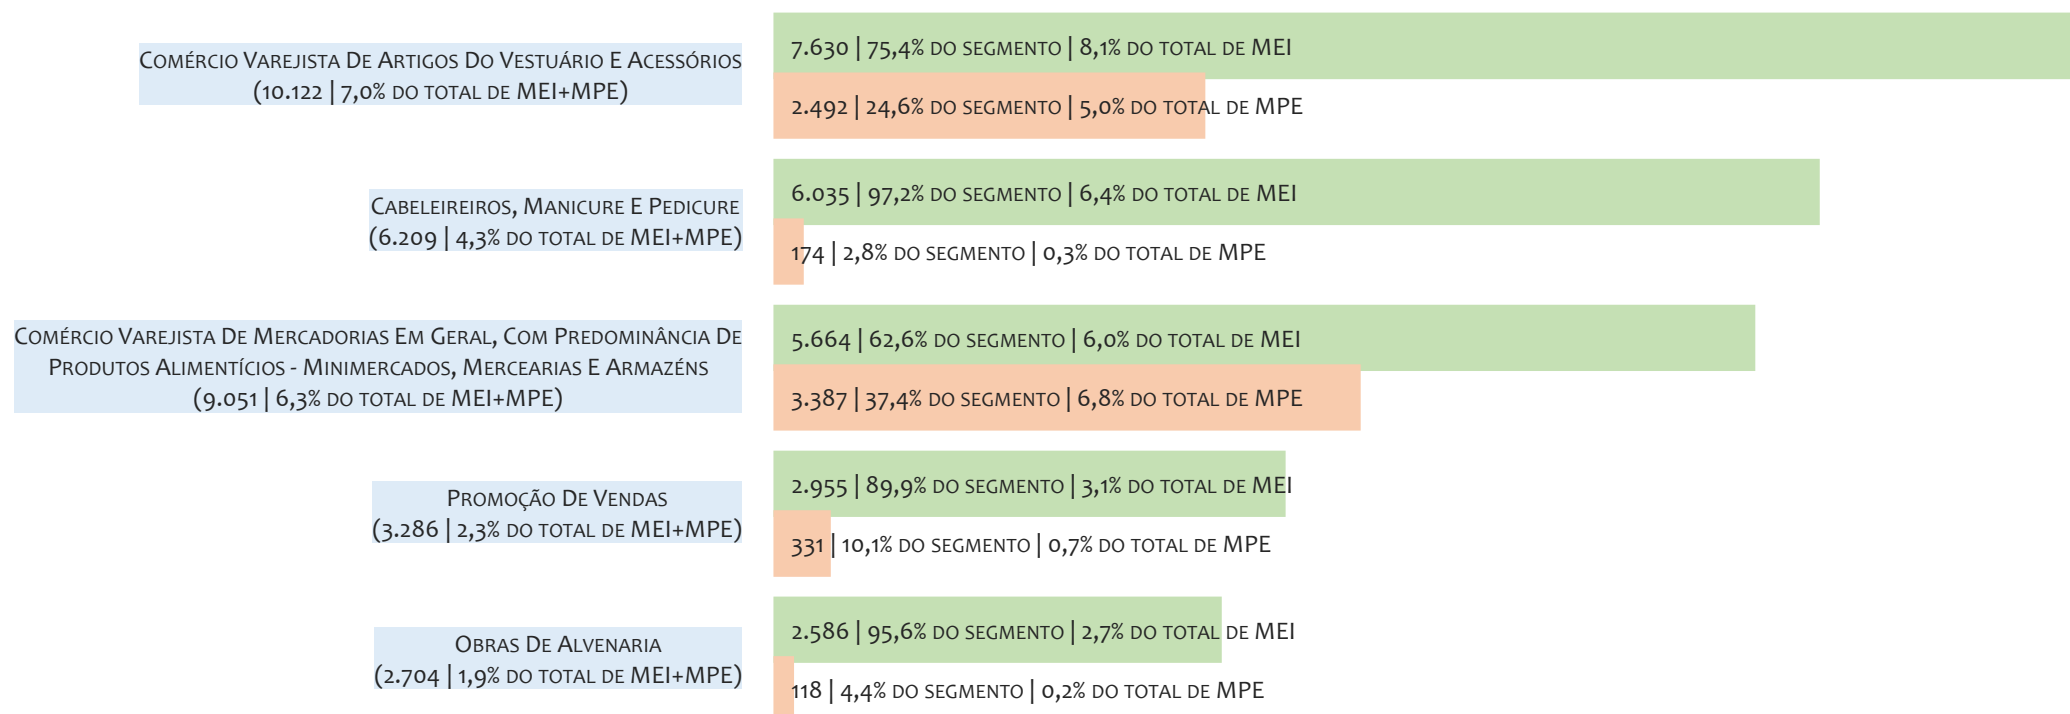 Comércio Varejista De Artigos Do Vestuário E Acessórios
(10.122 | 7,0% do total de MEI+MPE)
7.630 | 75,4% do segmento | 8,1% do total de MEI
2.492 | 24,6% do segmento | 5,0% do total de MPE
Cabeleireiros, Manicure E Pedicure
(6.209 | 4,3% do total de MEI+MPE)
6.035 | 97,2% do segmento | 6,4% do total de MEI
174 | 2,8% do segmento | 0,3% do total de MPE
Comércio Varejista De Mercadorias Em Geral, Com Predominância De
Produtos Alimentícios - Minimercados, Mercearias E Armazéns
(9.051 | 6,3% do total de MEI+MPE)
5.664 | 62,6% do segmento | 6,0% do total de MEI
3.387 | 37,4% do segmento | 6,8% do total de MPE
Promoção De Vendas
(3.286 | 2,3% do total de MEI+MPE)
2.955 | 89,9% do segmento | 3,1% do total de MEI
331 | 10,1% do segmento | 0,7% do total de MPE
Obras De Alvenaria
(2.704 | 1,9% do total de MEI+MPE)
2.586 | 95,6% do segmento | 2,7% do total de MEI
118 | 4,4% do segmento | 0,2% do total de MPE